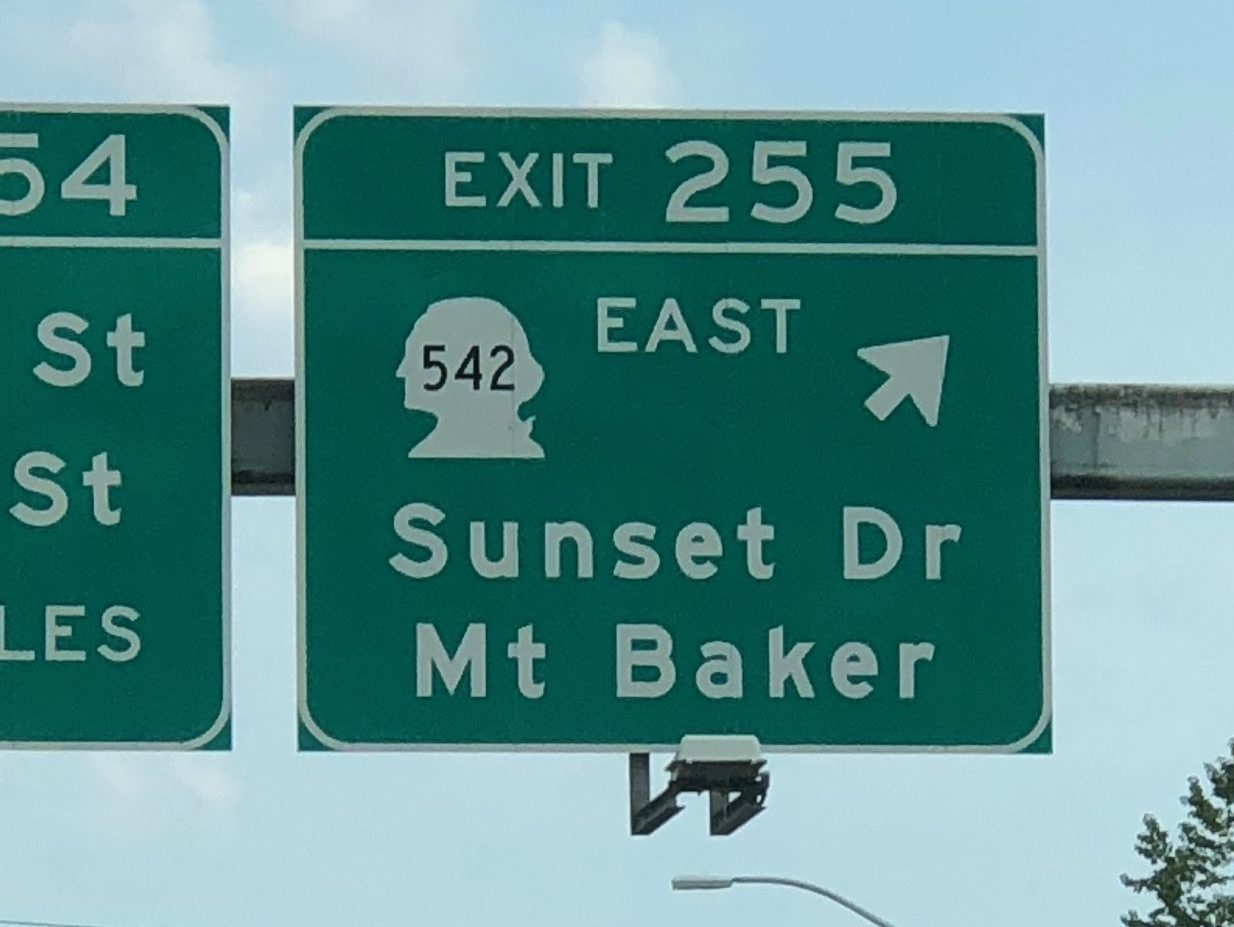 54
St
St
LES
EXIT 255
EAST
542
Sunset Dr
Mt Baker